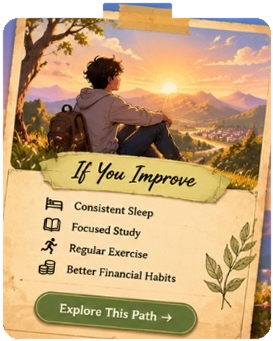 If You Improve
Consistent Sleep
Focused Study
Regular Exercise
Better Financial Habits
Explore This Path →